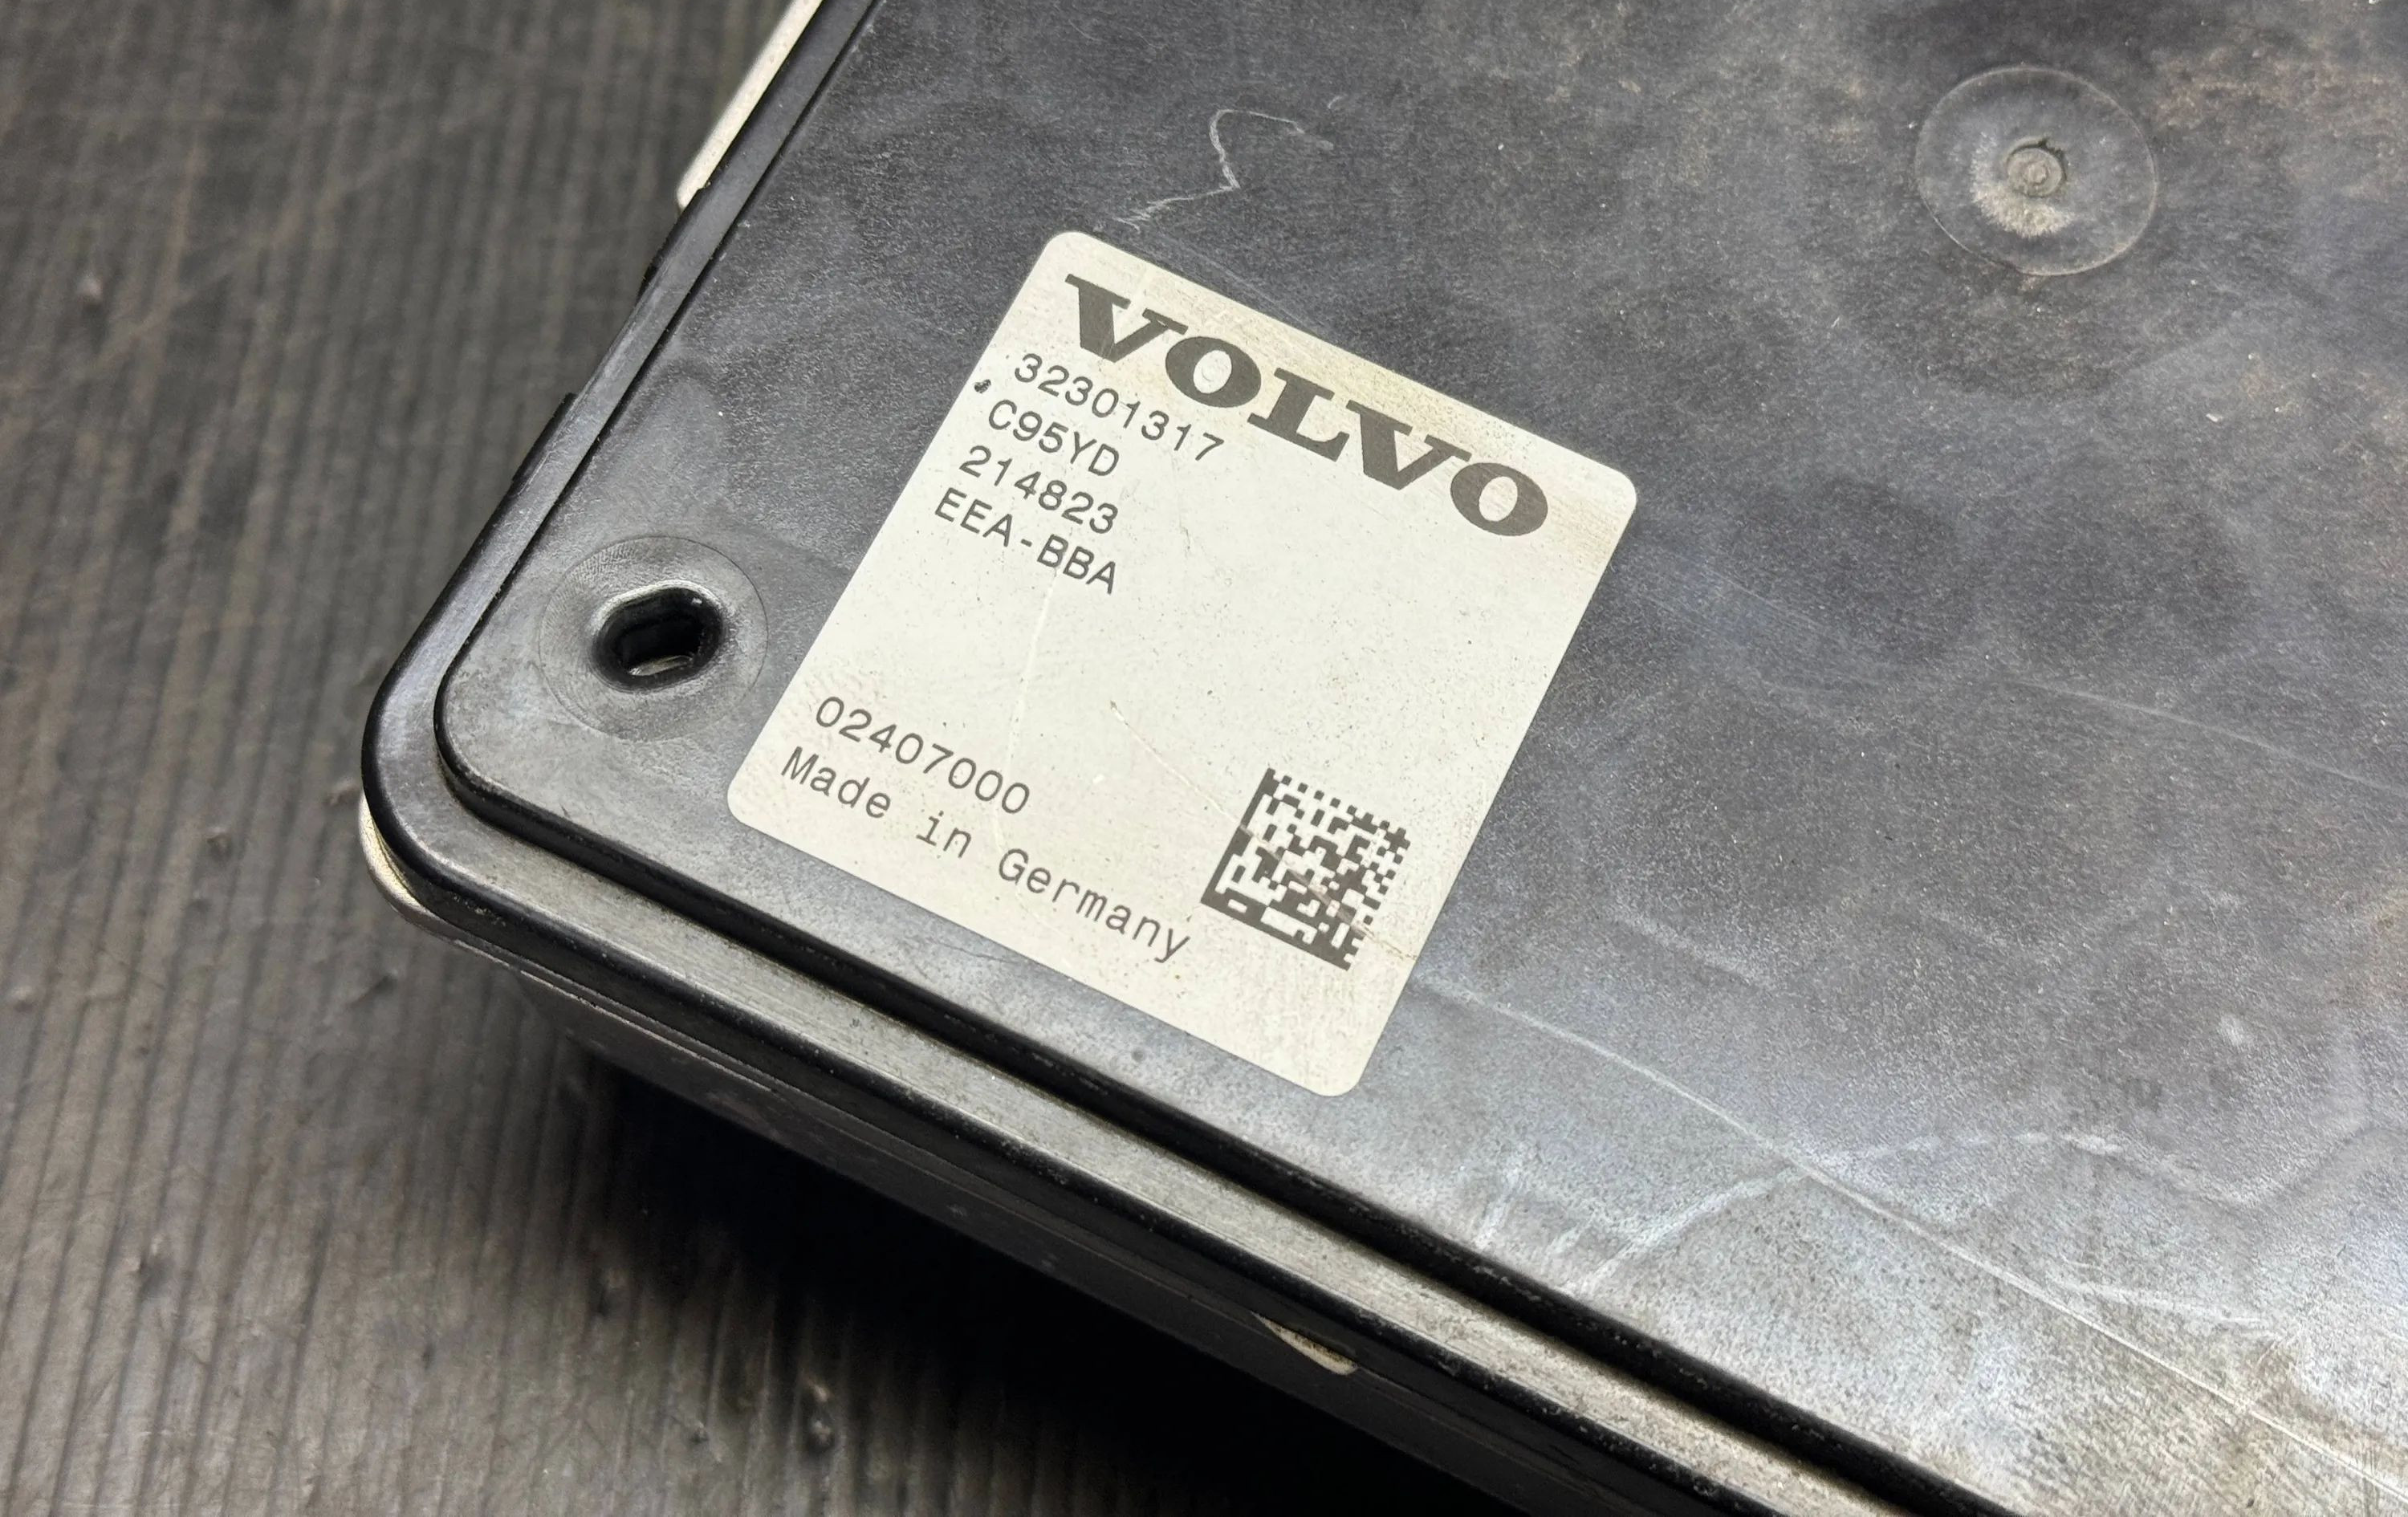 VOLVO
32301317
C95YD
214823
EEA-BBA
02407000
Made in Germany